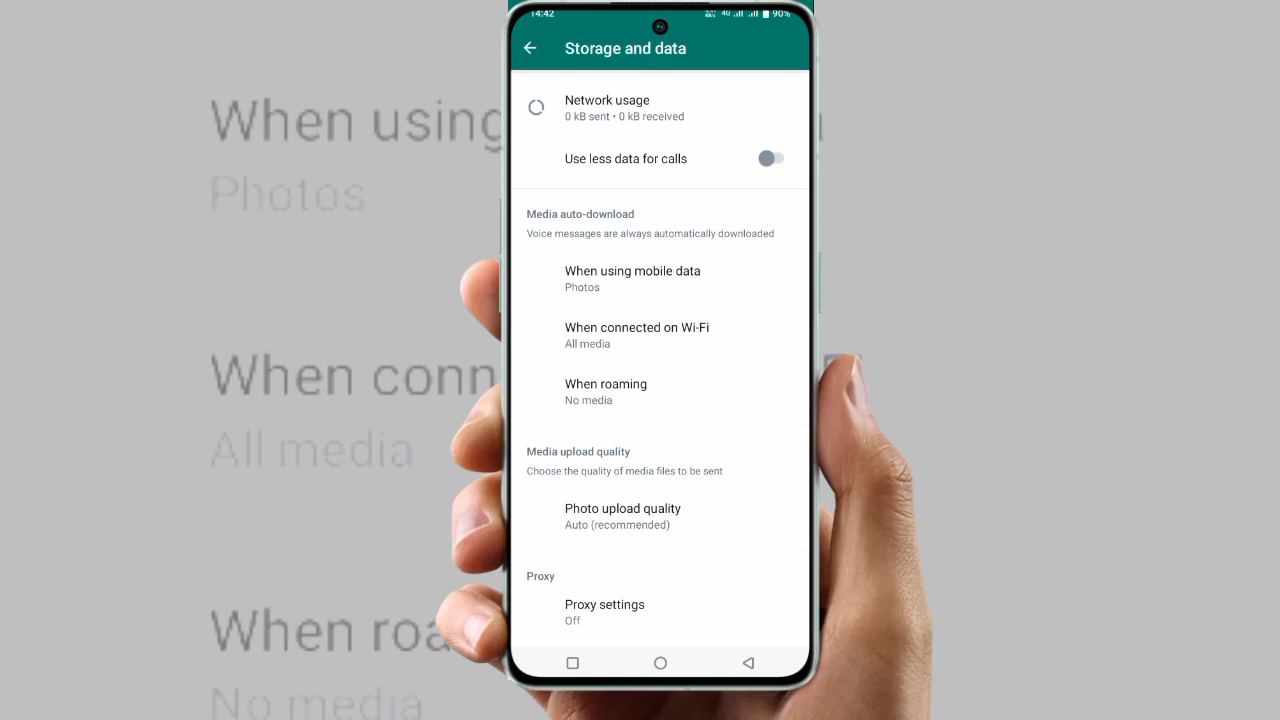 14:42
4G
90%
Storage and data
Network usage
0 kB sent • 0 kB received
Use less data for calls
Media auto-download
Voice messages are always automatically downloaded
When using mobile data
Photos
When connected on Wi-Fi
All media
When roaming
No media
Media upload quality
Choose the quality of media files to be sent
Photo upload quality
Auto (recommended)
Proxy
Proxy settings
Off
When using
Photos
When conn
All media
When roa
No media